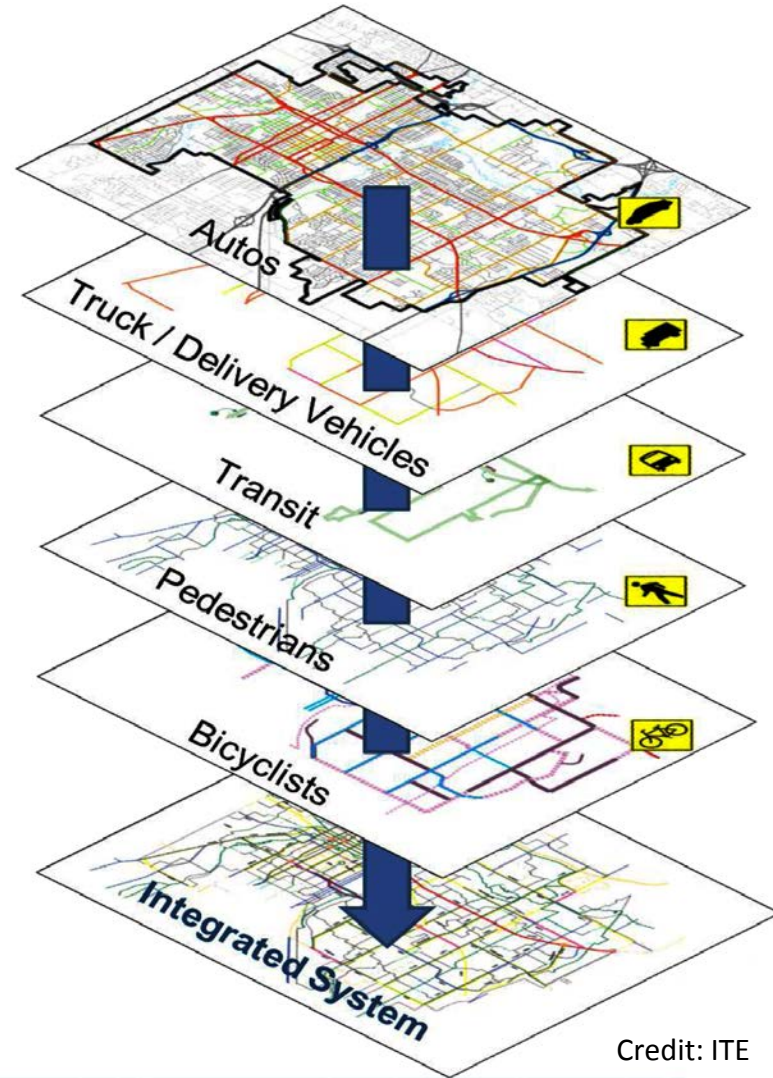 Autos
Truck / Delivery Vehicles
Transit
Pedestrians
Bicyclists
Integrated System
Credit: ITE